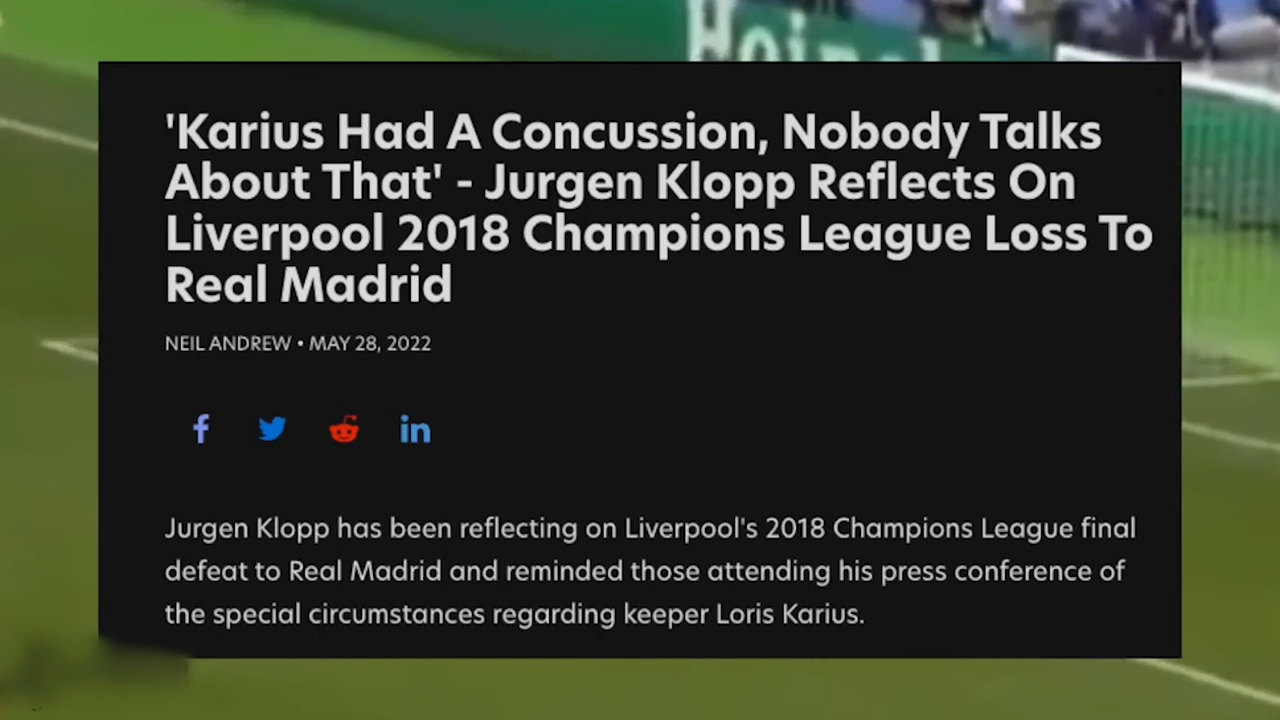 Heinek
'Karius Had A Concussion, Nobody Talks
About That' - Jurgen Klopp Reflects On
Liverpool 2018 Champions League Loss To
Real Madrid
NEIL ANDREW • MAY 28, 2022
f in
Jurgen Klopp has been reflecting on Liverpool's 2018 Champions League final
defeat to Real Madrid and reminded those attending his press conference of
the special circumstances regarding keeper Loris Karius.